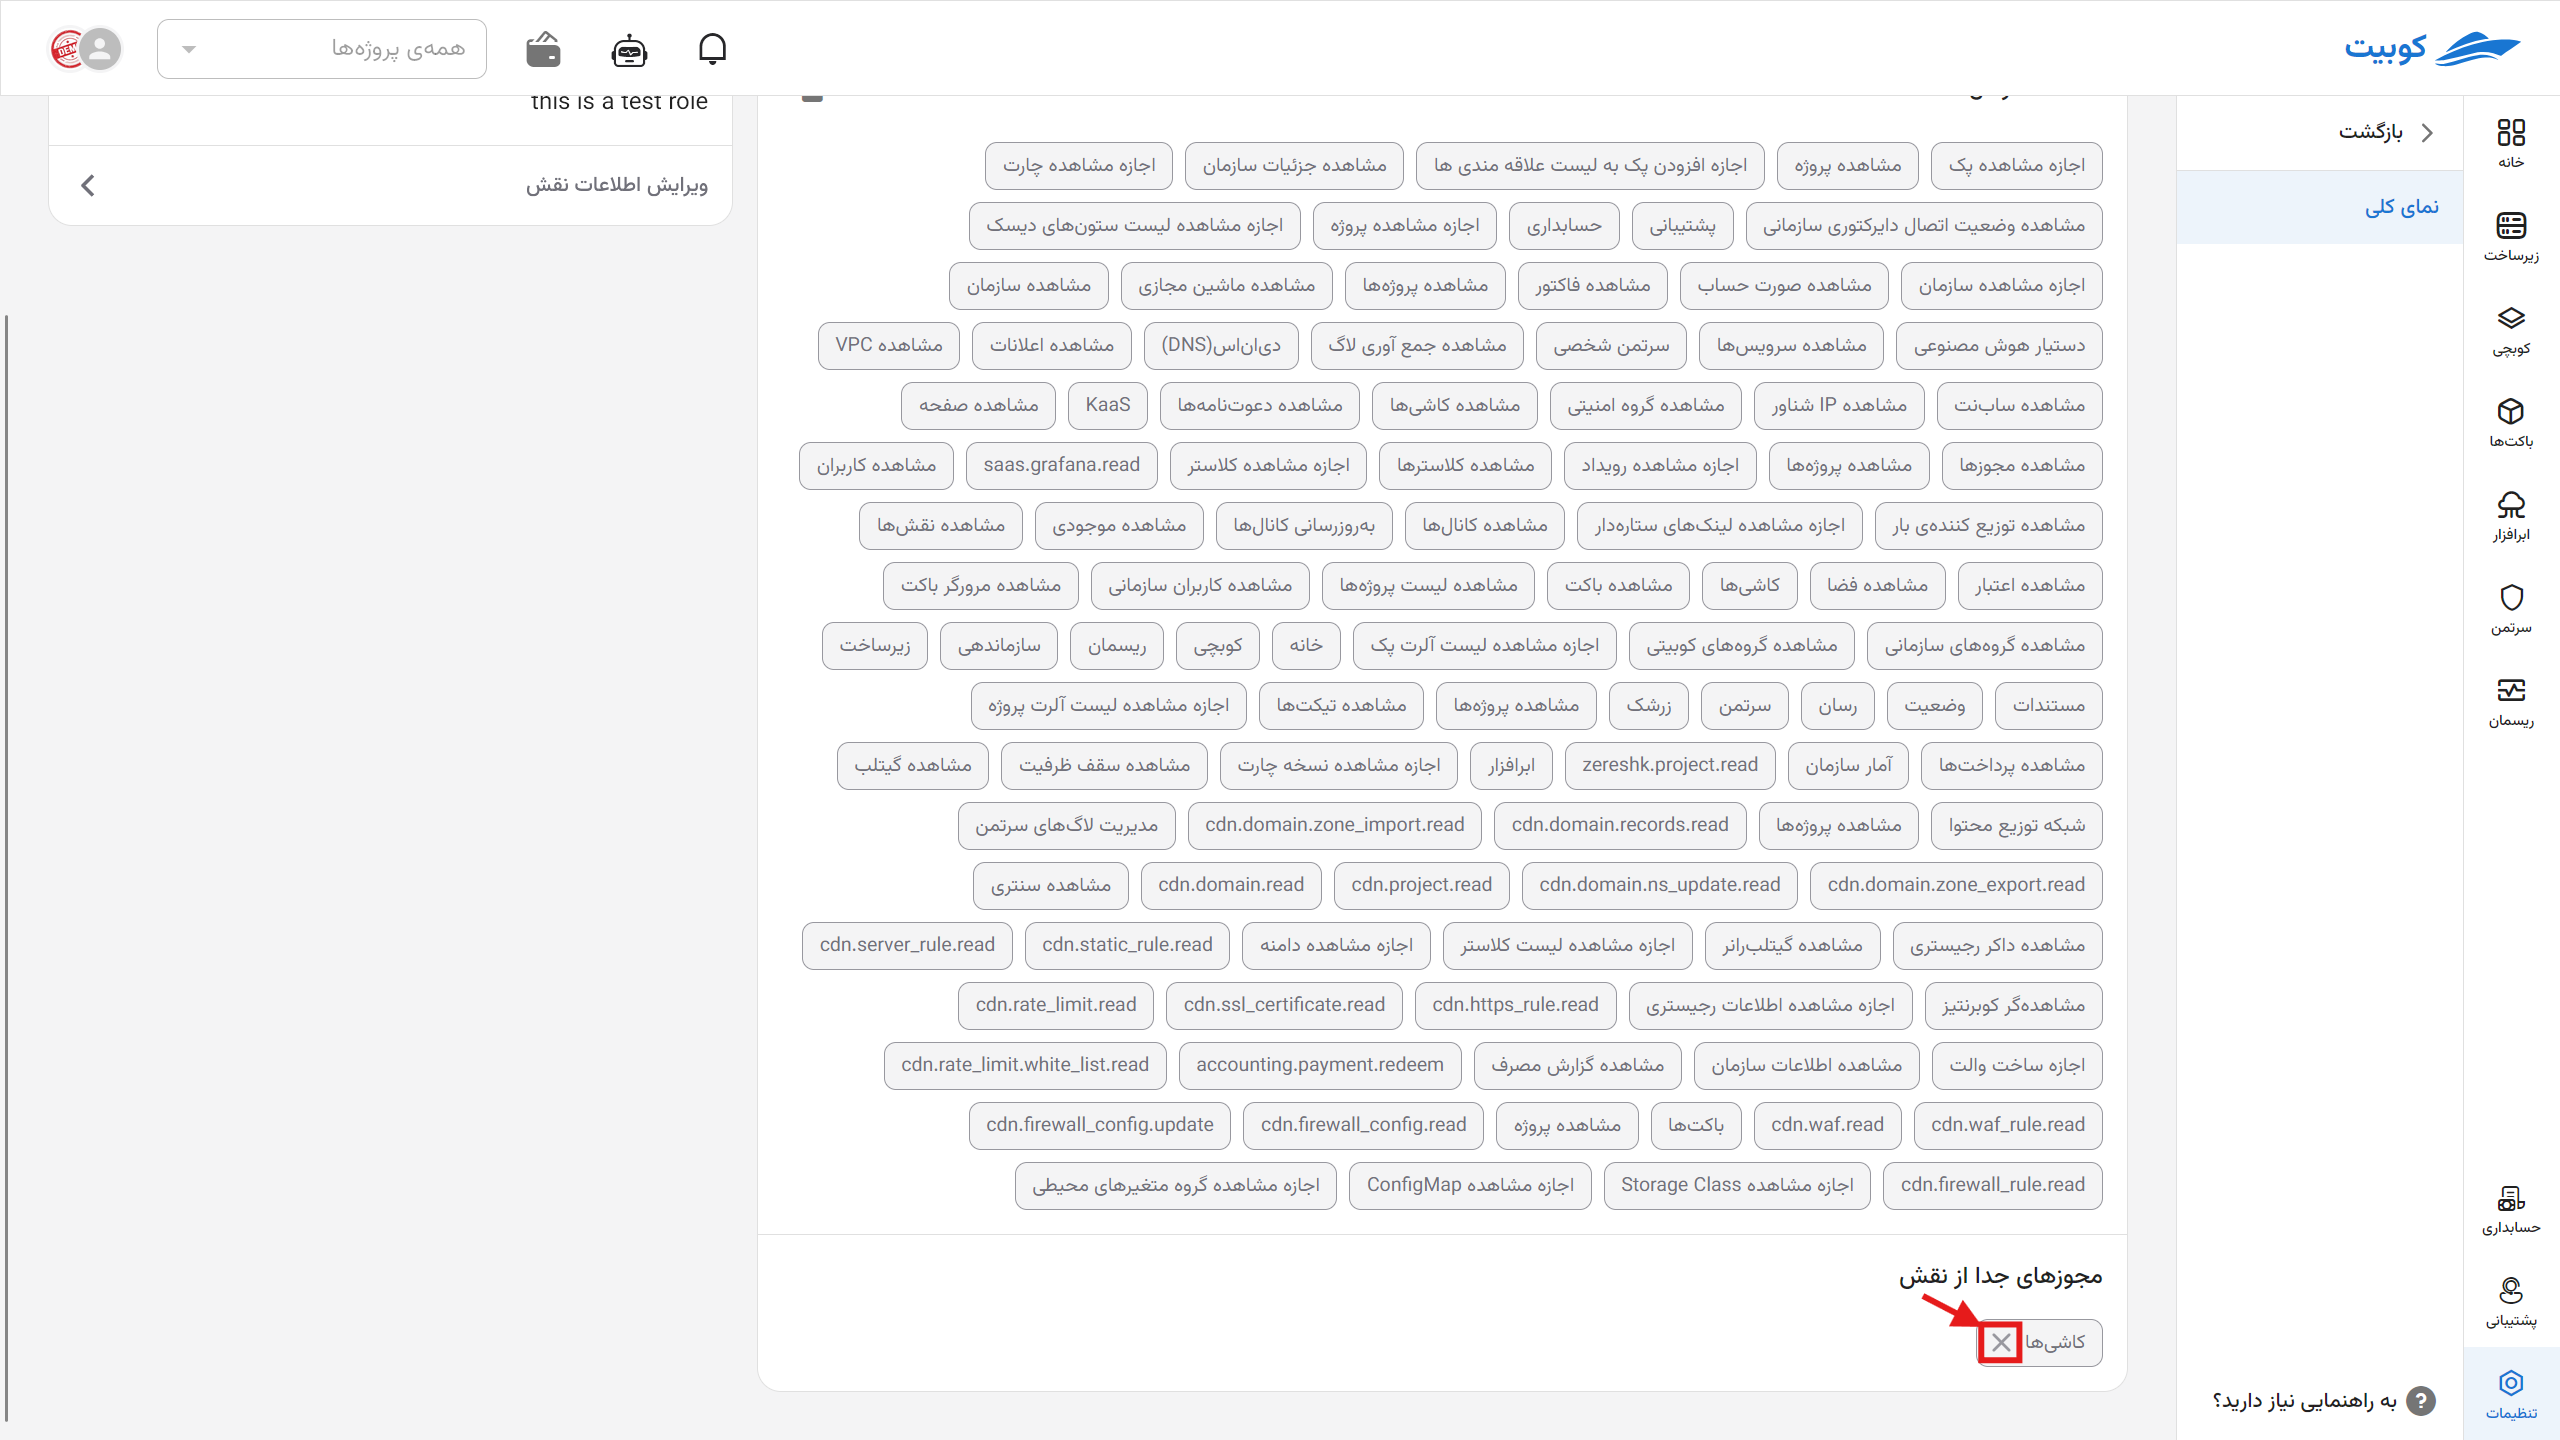 کوبیت
همه‌ی پروژه‌ها
خانه
زیرساخت
کوبچی
باکت‌ها
ابرافزار
سرتمن
ریسمان
حسابداری
پشتیبانی
تنظیمات
بازگشت
نمای کلی
به راهنمایی نیاز دارید؟
اجازه مشاهده پک
مشاهده پروژه
اجازه افزودن پک به لیست علاقه مندی ها
مشاهده جزئیات سازمان
اجازه مشاهده چارت
مشاهده وضعیت اتصال دایرکتوری سازمانی
پشتیبانی
حسابداری
اجازه مشاهده پروژه
اجازه مشاهده لیست ستون‌های دیسک
اجازه مشاهده سازمان
مشاهده صورت حساب
مشاهده فاکتور
مشاهده پروژه‌ها
مشاهده ماشین مجازی
مشاهده سازمان
دستیار هوش مصنوعی
مشاهده سرویس‌ها
سرتمن شخصی
مشاهده جمع آوری لاگ
دی‌ان‌اس(DNS)
مشاهده اعلانات
مشاهده VPC
مشاهده ساب‌نت
مشاهده IP شناور
مشاهده گروه امنیتی
مشاهده کاشی‌ها
مشاهده دعوت‌نامه‌ها
KaaS
مشاهده صفحه
مشاهده مجوزها
مشاهده پروژه‌ها
اجازه مشاهده رویداد
مشاهده کلاسترها
اجازه مشاهده کلاستر
saas.grafana.read
مشاهده کاربران
مشاهده توزیع کننده‌ی بار
اجازه مشاهده لینک‌های ستاره‌دار
مشاهده کانال‌ها
به‌روزرسانی کانال‌ها
مشاهده موجودی
مشاهده نقش‌ها
مشاهده اعتبار
مشاهده فضا
کاشی‌ها
مشاهده باکت
مشاهده لیست پروژه‌ها
مشاهده کاربران سازمانی
مشاهده مرورگر باکت
مشاهده گروه‌های سازمانی
مشاهده گروه‌های کوبیتی
اجازه مشاهده لیست آلرت پک
خانه
کوبچی
ریسمان
سازماندهی
زیرساخت
مستندات
وضعیت
رسان
سرتمن
زرشک
مشاهده پروژه‌ها
مشاهده تیکت‌ها
اجازه مشاهده لیست آلرت پروژه
مشاهده پرداخت‌ها
آمار سازمان
zereshk.project.read
ابرافزار
اجازه مشاهده نسخه چارت
مشاهده سقف ظرفیت
مشاهده گیتلب
شبکه توزیع محتوا
مشاهده پروژه‌ها
cdn.domain.records.read
cdn.domain.zone_import.read
مدیریت لاگ‌های سرتمن
cdn.domain.zone_export.read
cdn.domain.ns_update.read
cdn.project.read
cdn.domain.read
مشاهده سنتری
مشاهده داکر رجیستری
مشاهده گیتلب‌رانر
اجازه مشاهده لیست کلاستر
اجازه مشاهده دامنه
cdn.static_rule.read
cdn.server_rule.read
مشاهده‌گر کوبرنتیز
اجازه مشاهده اطلاعات رجیستری
cdn.https_rule.read
cdn.ssl_certificate.read
cdn.rate_limit.read
اجازه ساخت والت
مشاهده اطلاعات سازمان
مشاهده گزارش مصرف
accounting.payment.redeem
cdn.rate_limit.white_list.read
cdn.waf_rule.read
cdn.waf.read
باکت‌ها
مشاهده پروژه
cdn.firewall_config.read
cdn.firewall_config.update
cdn.firewall_rule.read
اجازه مشاهده Storage Class
اجازه مشاهده ConfigMap
اجازه مشاهده گروه متغیرهای محیطی
مجوزهای جدا از نقش
کاشی‌ها
this is a test role
ویرایش اطلاعات نقش